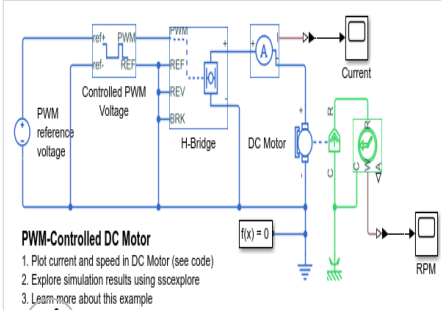 ref+
PWM
ref-
REF
Controlled PWM
Voltage
PWM
REF
REV
BRK
H-Bridge
+
-
A
Current
PWM
reference
voltage
DC Motor
+
-
R
C
R
W
C
A
f(x) = 0
RPM
PWM-Controlled DC Motor
1. Plot current and speed in DC Motor (see code)
2. Explore simulation results using sscexplore
3. Learn more about this example